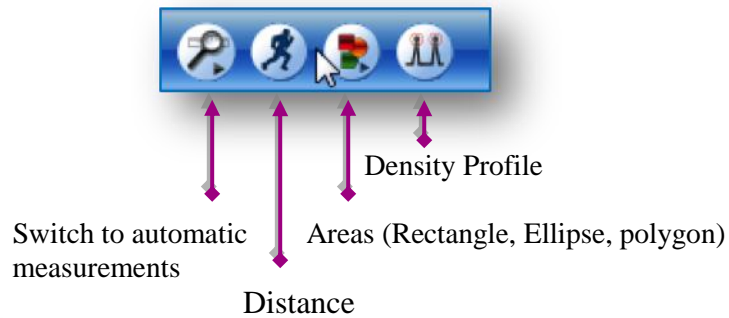 Density Profile
Switch to automatic
measurements
Areas (Rectangle, Ellipse, polygon)
Distance